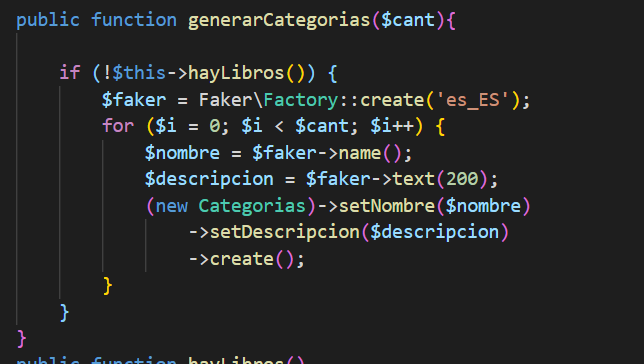 public function generarCategorias($cant){
if (!$this->hayLibros()) {
$faker = Faker\Factory::create('es_ES');
for ($i = 0; $i < $cant; $i++) {
$nombre = $faker->name();
$descripcion = $faker->text(200);
(new Categorias)->setNombre($nombre)
->setDescripcion($descripcion)
->create();
}
}
}
public function hayLibros()